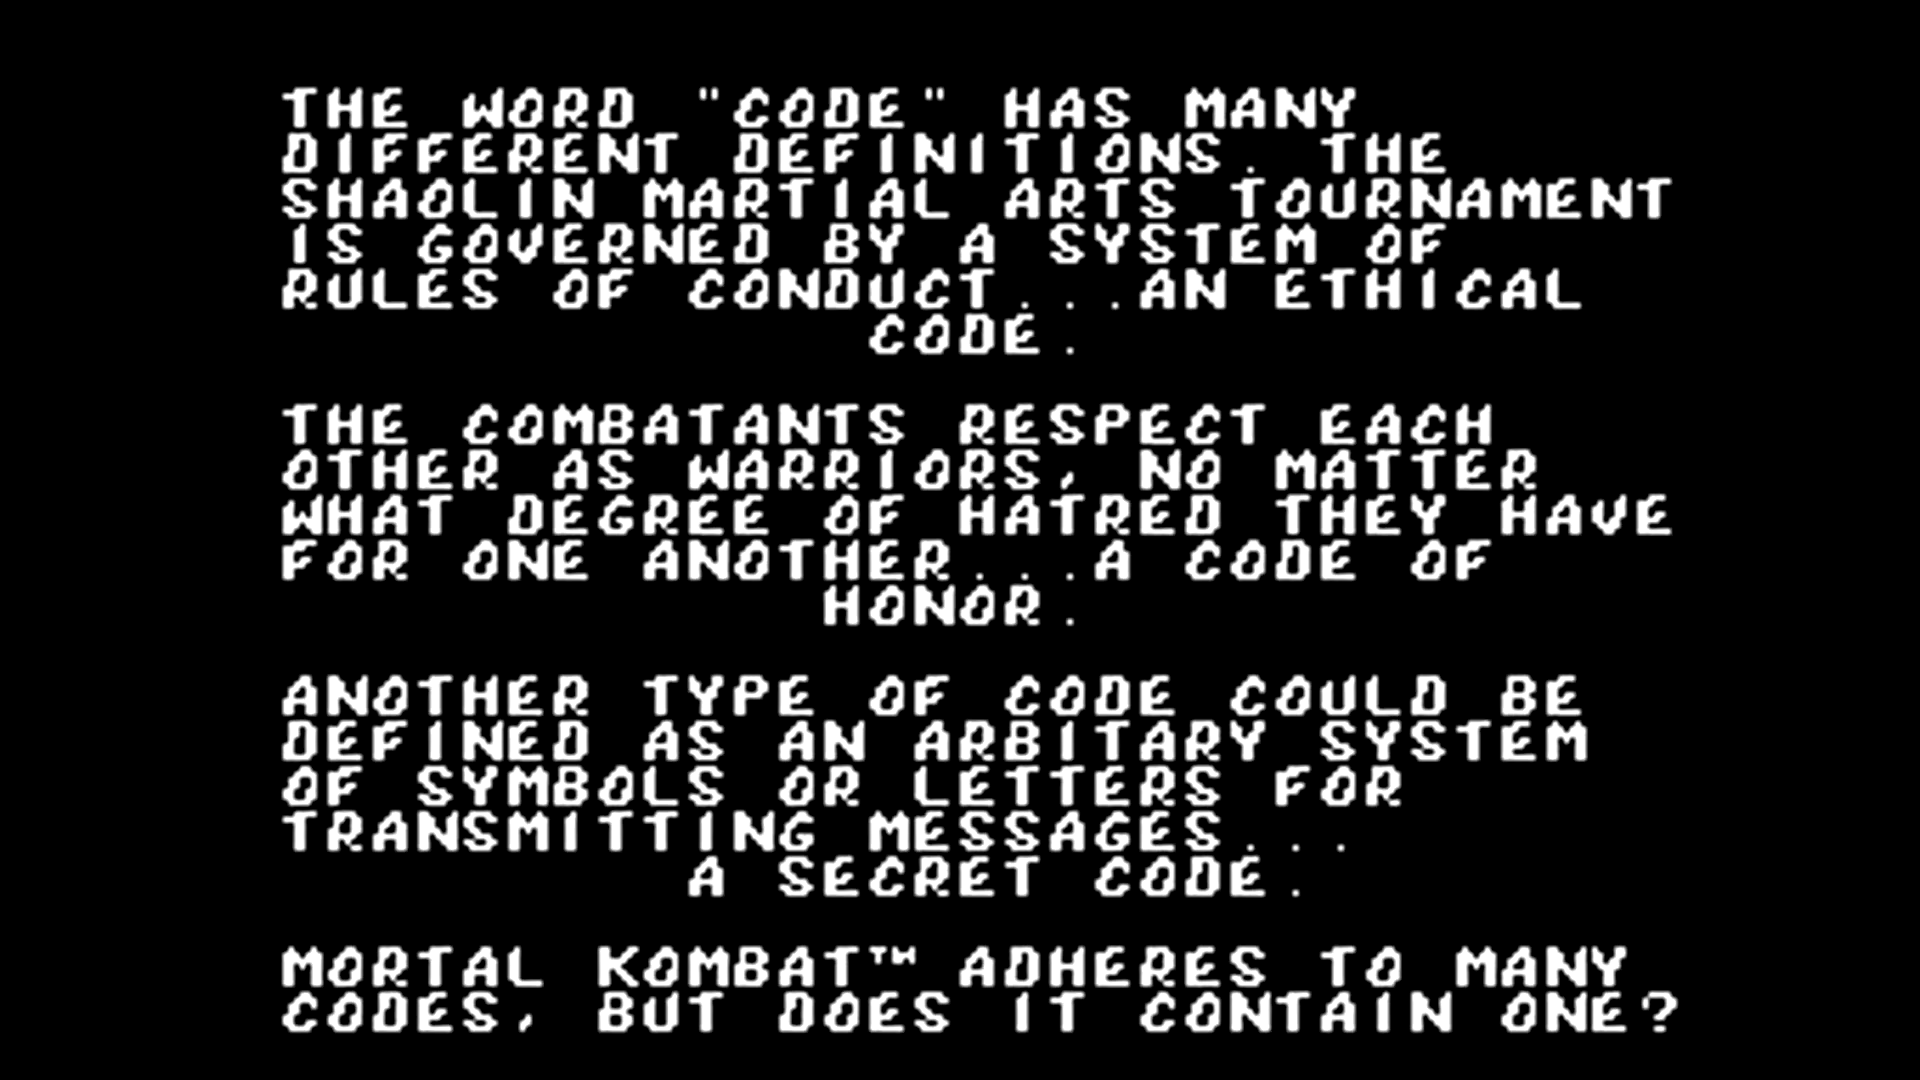 THE WORD "CODE" HAS MANY
DIFFERENT DEFINITIONS. THE
SHAOLIN MARTIAL ARTS TOURNAMENT
IS GOVERNED BY A SYSTEM OF
RULES OF CONDUCT...AN ETHICAL
CODE.
THE COMBATANTS RESPECT EACH
OTHER AS WARRIORS, NO MATTER
WHAT DEGREE OF HATRED THEY HAVE
FOR ONE ANOTHER...A CODE OF
HONOR.
ANOTHER TYPE OF CODE COULD BE
DEFINED AS AN ARBITARY SYSTEM
OF SYMBOLS OR LETTERS FOR
TRANSMITTING MESSAGES...
A SECRET CODE.
MORTAL KOMBAT™ ADHERES TO MANY
CODES, BUT DOES IT CONTAIN ONE?